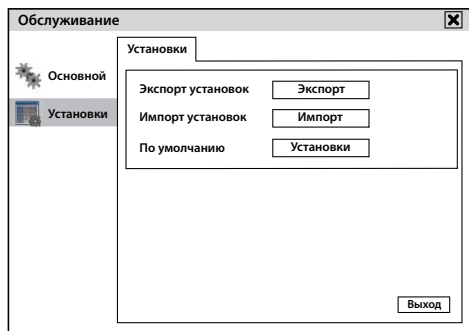 Обслуживание
Основной
Установки
Установки
Экспорт установок Экспорт
Импорт установок Импорт
По умолчанию Установки
Выход